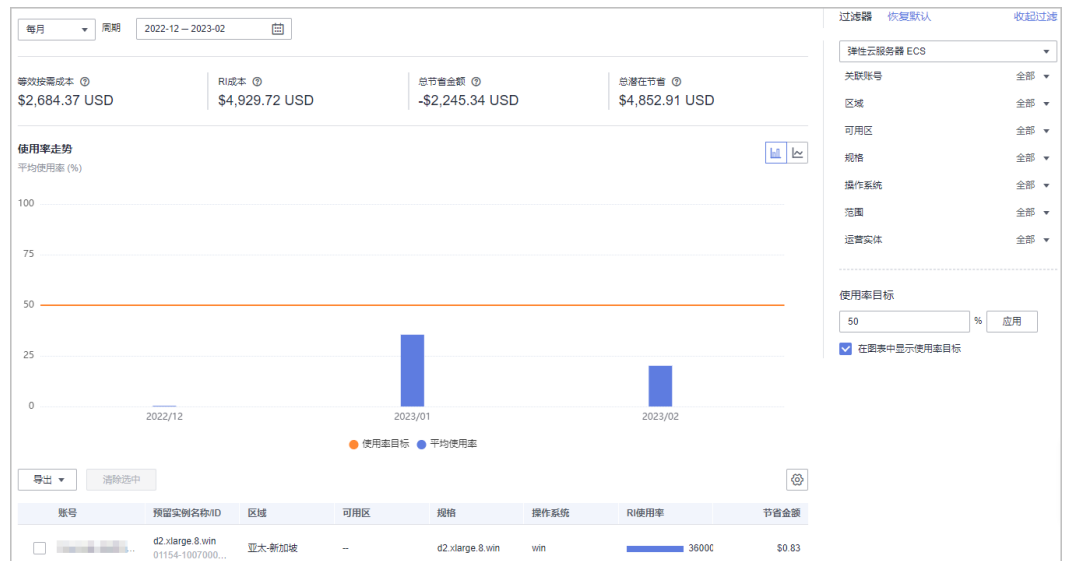 每月 周期 2022-12 – 2023-02
过滤器 恢复默认 收起过滤
弹性云服务器 ECS
关联账号 全部
区域 全部
可用区 全部
规格 全部
操作系统 全部
范围 全部
运营实体 全部
使用率目标
50 % 应用
在图表中显示使用率目标
等效按需成本 RI成本 总节省金额 总潜在节省
$2,684.37 USD $4,929.72 USD -$2,245.34 USD $4,852.91 USD
使用率走势
平均使用率 (%)
100
75
50
25
0
2022/12 2023/01 2023/02
使用率目标 平均使用率
导出 清除选中
账号 预留实例名称/ID 区域 可用区 规格 操作系统 RI使用率 节省金额
d2.xlarge.8.win 亚太-新加坡 -- d2.xlarge.8.win win 36000 $0.83
01154-1007000...